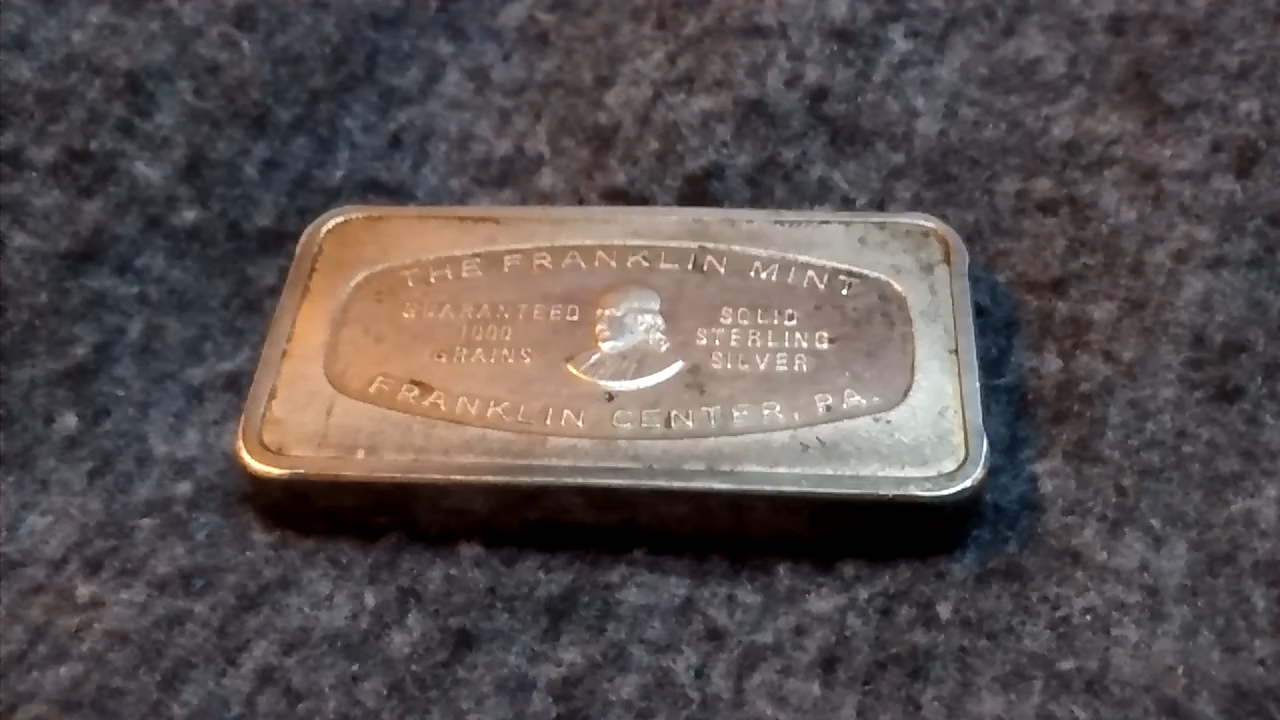 THE FRANKLIN MINT
GUARANTEED
1000
GRAINS
SOLID
STERLING
SILVER
FRANKLIN CENTER, PA.